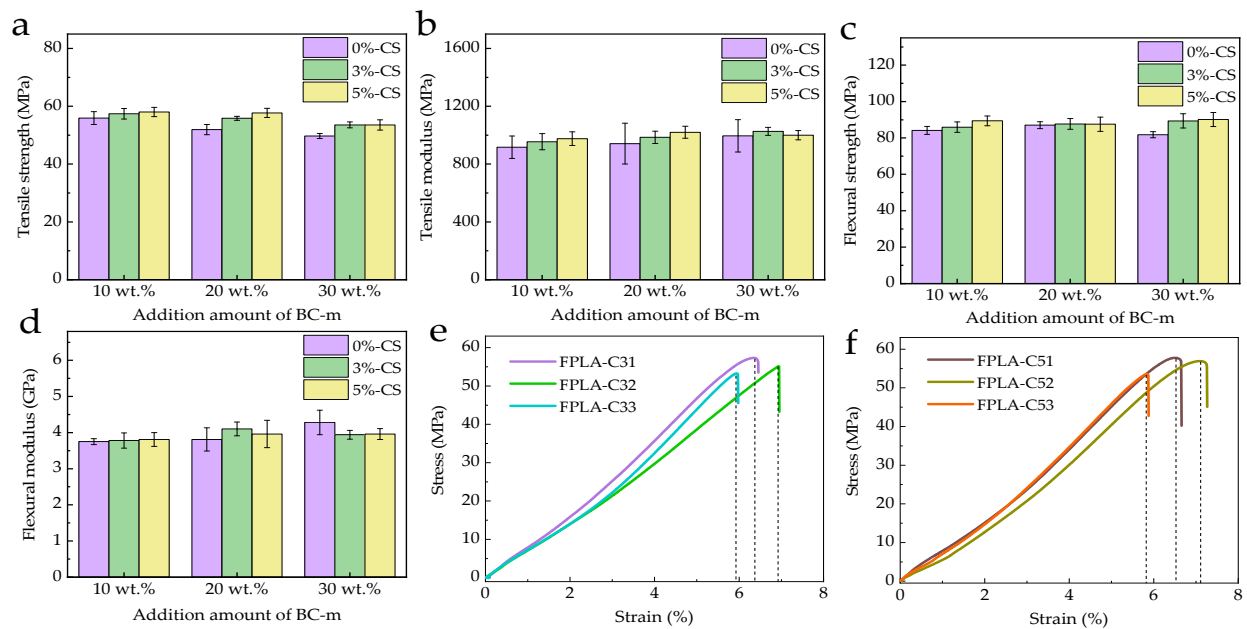 a
80
60
40
20
0
Tensile strength (MPa)
0%-CS
3%-CS
5%-CS
10 wt.%
20 wt.%
30 wt.%
Addition amount of BC-m
b
1600
1200
800
400
0
Tensile modulus (MPa)
0%-CS
3%-CS
5%-CS
10 wt.%
20 wt.%
30 wt.%
Addition amount of BC-m
c
120
100
80
60
40
20
0
Flexural strength (MPa)
0%-CS
3%-CS
5%-CS
10 wt.%
20 wt.%
30 wt.%
Addition amount of BC-m
d
6
5
4
3
2
1
0
Flexural modulus (GPa)
0%-CS
3%-CS
5%-CS
10 wt.%
20 wt.%
30 wt.%
Addition amount of BC-m
e
60
50
40
30
20
10
0
Stress (MPa)
FPLA-C31
FPLA-C32
FPLA-C33
0
2
4
6
8
Strain (%)
f
60
50
40
30
20
10
0
Stress (MPa)
FPLA-C51
FPLA-C52
FPLA-C53
0
2
4
6
8
Strain (%)